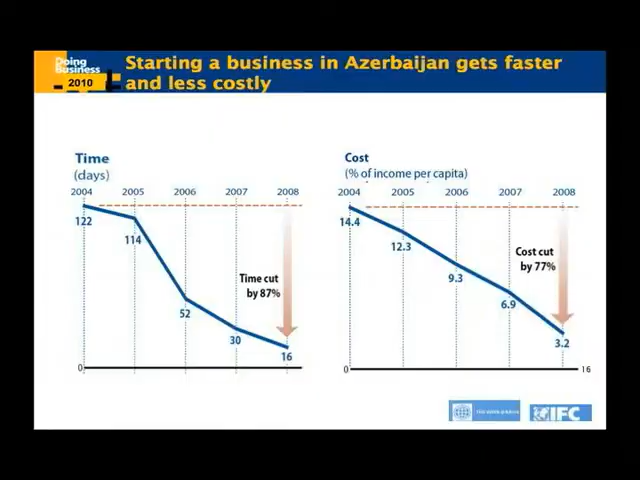 Doing
Business
2010
Starting a business in Azerbaijan gets faster
and less costly
Time
(days)
2004 2005 2006 2007 2008
122
114
52
30
16
Time cut
by 87%
0
Cost
(% of income per capita)
2004 2005 2006 2007 2008
14.4
12.3
9.3
6.9
3.2
Cost cut
by 77%
0
16
IFC